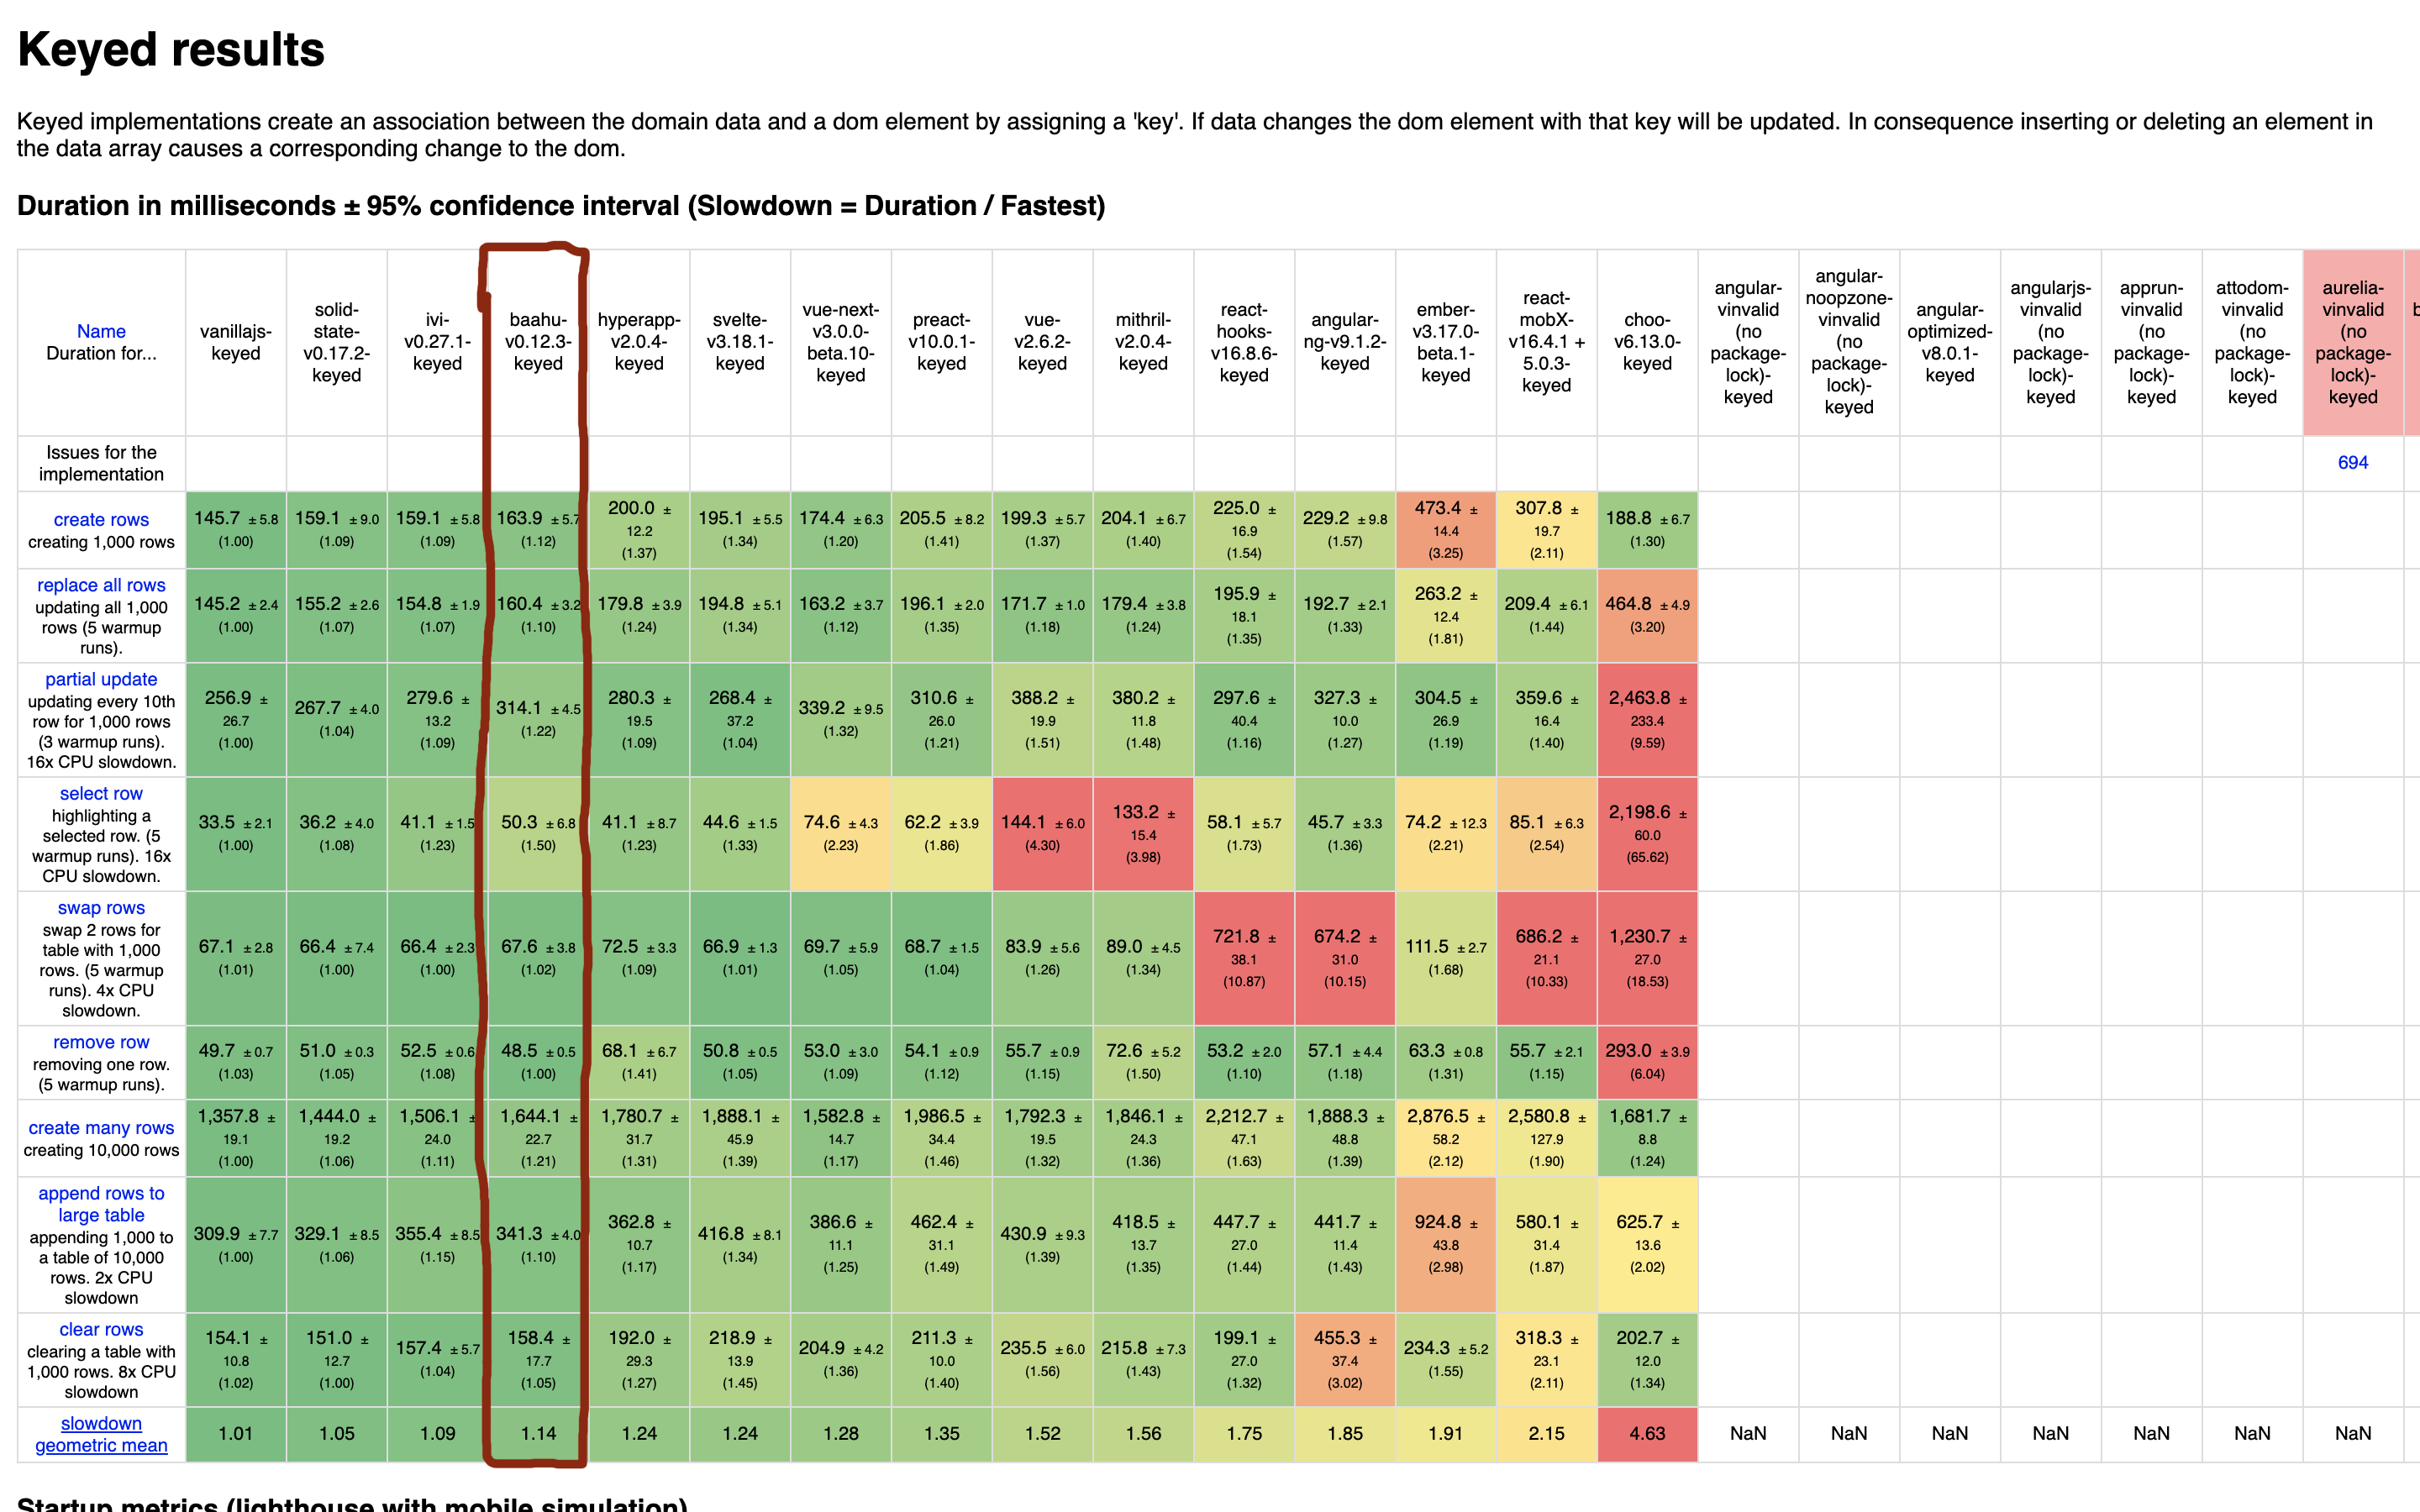 Keyed results
Keyed implementations create an association between the domain data and a dom element by assigning a 'key'. If data changes the dom element with that key will be updated. In consequence inserting or deleting an element in
the data array causes a corresponding change to the dom.
Duration in milliseconds ± 95% confidence interval (Slowdown = Duration / Fastest)
Name
Duration for...
vanillajs-
keyed
solid-
state-
v0.17.2-
keyed
ivi-
v0.27.1-
keyed
baahu-
v0.12.3-
keyed
hyperapp-
v2.0.4-
keyed
svelte-
v3.18.1-
keyed
vue-next-
v3.0.0-
beta.10-
keyed
preact-
v10.0.1-
keyed
vue-
v2.6.2-
keyed
mithril-
v2.0.4-
keyed
react-
hooks-
v16.8.6-
keyed
angular-
ng-v9.1.2-
keyed
ember-
v3.17.0-
beta.1-
keyed
react-
mobX-
v16.4.1 +
5.0.3-
keyed
choo-
v6.13.0-
keyed
angular-
vinvalid
(no
package-
lock)-
keyed
angular-
noopzone-
vinvalid
(no
package-
lock)-
keyed
angular-
optimized-
v8.0.1-
keyed
angularjs-
vinvalid
(no
package-
lock)-
keyed
apprun-
vinvalid
(no
package-
lock)-
keyed
attodom-
vinvalid
(no
package-
lock)-
keyed
aurelia-
vinvalid
(no
package-
lock)-
keyed
Issues for the
implementation
694
create rows
creating 1,000 rows
145.7 ± 5.8
(1.00)
159.1 ± 9.0
(1.09)
159.1 ± 5.8
(1.09)
163.9 ± 5.7
(1.12)
200.0 ±
12.2
(1.37)
195.1 ± 5.5
(1.34)
174.4 ± 6.3
(1.20)
205.5 ± 8.2
(1.41)
199.3 ± 5.7
(1.37)
204.1 ± 6.7
(1.40)
225.0 ±
16.9
(1.54)
229.2 ± 9.8
(1.57)
473.4 ±
14.4
(3.25)
307.8 ±
19.7
(2.11)
188.8 ± 6.7
(1.30)
replace all rows
updating all 1,000
rows (5 warmup
runs).
145.2 ± 2.4
(1.00)
155.2 ± 2.6
(1.07)
154.8 ± 1.9
(1.07)
160.4 ± 3.2
(1.10)
179.8 ± 3.9
(1.24)
194.8 ± 5.1
(1.34)
163.2 ± 3.7
(1.12)
196.1 ± 2.0
(1.35)
171.7 ± 1.0
(1.18)
179.4 ± 3.8
(1.24)
195.9 ±
18.1
(1.35)
192.7 ± 2.1
(1.33)
263.2 ±
12.4
(1.81)
209.4 ± 6.1
(1.44)
464.8 ± 4.9
(3.20)
partial update
updating every 10th
row for 1,000 rows
(3 warmup runs).
16x CPU slowdown.
256.9 ±
26.7
(1.00)
267.7 ± 4.0
(1.04)
279.6 ±
13.2
(1.09)
314.1 ± 4.5
(1.22)
280.3 ±
19.5
(1.09)
268.4 ±
37.2
(1.04)
339.2 ± 9.5
(1.32)
310.6 ±
26.0
(1.21)
388.2 ±
19.9
(1.51)
380.2 ±
11.8
(1.48)
297.6 ±
40.4
(1.16)
327.3 ±
10.0
(1.27)
304.5 ±
26.9
(1.19)
359.6 ±
16.4
(1.40)
2,463.8 ±
233.4
(9.59)
select row
highlighting a
selected row. (5
warmup runs). 16x
CPU slowdown.
33.5 ± 2.1
(1.00)
36.2 ± 4.0
(1.08)
41.1 ± 1.5
(1.23)
50.3 ± 6.8
(1.50)
41.1 ± 8.7
(1.23)
44.6 ± 1.5
(1.33)
74.6 ± 4.3
(2.23)
62.2 ± 3.9
(1.86)
144.1 ± 6.0
(4.30)
133.2 ±
15.4
(3.98)
58.1 ± 5.7
(1.73)
45.7 ± 3.3
(1.36)
74.2 ± 12.3
(2.21)
85.1 ± 6.3
(2.54)
2,198.6 ±
60.0
(65.62)
swap rows
swap 2 rows for
table with 1,000
rows. (5 warmup
runs). 4x CPU
slowdown.
67.1 ± 2.8
(1.01)
66.4 ± 7.4
(1.00)
66.4 ± 2.3
(1.00)
67.6 ± 3.8
(1.02)
72.5 ± 3.3
(1.09)
66.9 ± 1.3
(1.01)
69.7 ± 5.9
(1.05)
68.7 ± 1.5
(1.04)
83.9 ± 5.6
(1.26)
89.0 ± 4.5
(1.34)
721.8 ±
38.1
(10.87)
674.2 ±
31.0
(10.15)
111.5 ± 2.7
(1.68)
686.2 ±
21.1
(10.33)
1,230.7 ±
27.0
(18.53)
remove row
removing one row.
(5 warmup runs).
49.7 ± 0.7
(1.03)
51.0 ± 0.3
(1.05)
52.5 ± 0.6
(1.08)
48.5 ± 0.5
(1.00)
68.1 ± 6.7
(1.41)
50.8 ± 0.5
(1.05)
53.0 ± 3.0
(1.09)
54.1 ± 0.9
(1.12)
55.7 ± 0.9
(1.15)
72.6 ± 5.2
(1.50)
53.2 ± 2.0
(1.10)
57.1 ± 4.4
(1.18)
63.3 ± 0.8
(1.31)
55.7 ± 2.1
(1.15)
293.0 ± 3.9
(6.04)
create many rows
creating 10,000 rows
1,357.8 ±
19.1
(1.00)
1,444.0 ±
19.2
(1.06)
1,506.1 ±
24.0
(1.11)
1,644.1 ±
22.7
(1.21)
1,780.7 ±
31.7
(1.31)
1,888.1 ±
45.9
(1.39)
1,582.8 ±
14.7
(1.17)
1,986.5 ±
34.4
(1.46)
1,792.3 ±
19.5
(1.32)
1,846.1 ±
24.3
(1.36)
2,212.7 ±
47.1
(1.63)
1,888.3 ±
48.8
(1.39)
2,876.5 ±
58.2
(2.12)
2,580.8 ±
127.9
(1.90)
1,681.7 ±
8.8
(1.24)
append rows to
large table
appending 1,000 to
a table of 10,000
rows. 2x CPU
slowdown
309.9 ± 7.7
(1.00)
329.1 ± 8.5
(1.06)
355.4 ± 8.5
(1.15)
341.3 ± 4.0
(1.10)
362.8 ±
10.7
(1.17)
416.8 ± 8.1
(1.34)
386.6 ±
11.1
(1.25)
462.4 ±
31.1
(1.49)
430.9 ± 9.3
(1.39)
418.5 ±
13.7
(1.35)
447.7 ±
27.0
(1.44)
441.7 ±
11.4
(1.43)
924.8 ±
43.8
(2.98)
580.1 ±
31.4
(1.87)
625.7 ±
13.6
(2.02)
clear rows
clearing a table with
1,000 rows. 8x CPU
slowdown
154.1 ±
10.8
(1.02)
151.0 ±
12.7
(1.00)
157.4 ± 5.7
(1.04)
158.4 ±
17.7
(1.05)
192.0 ±
29.3
(1.27)
218.9 ±
13.9
(1.45)
204.9 ± 4.2
(1.36)
211.3 ±
10.0
(1.40)
235.5 ± 6.0
(1.56)
215.8 ± 7.3
(1.43)
199.1 ±
27.0
(1.32)
455.3 ±
37.4
(3.02)
234.3 ± 5.2
(1.55)
318.3 ±
23.1
(2.11)
202.7 ±
12.0
(1.34)
slowdown
geometric mean
1.01
1.05
1.09
1.14
1.24
1.24
1.28
1.35
1.52
1.56
1.75
1.85
1.91
2.15
4.63
NaN
NaN
NaN
NaN
NaN
NaN
NaN
Startup metrics (lighthouse with mobile simulation)